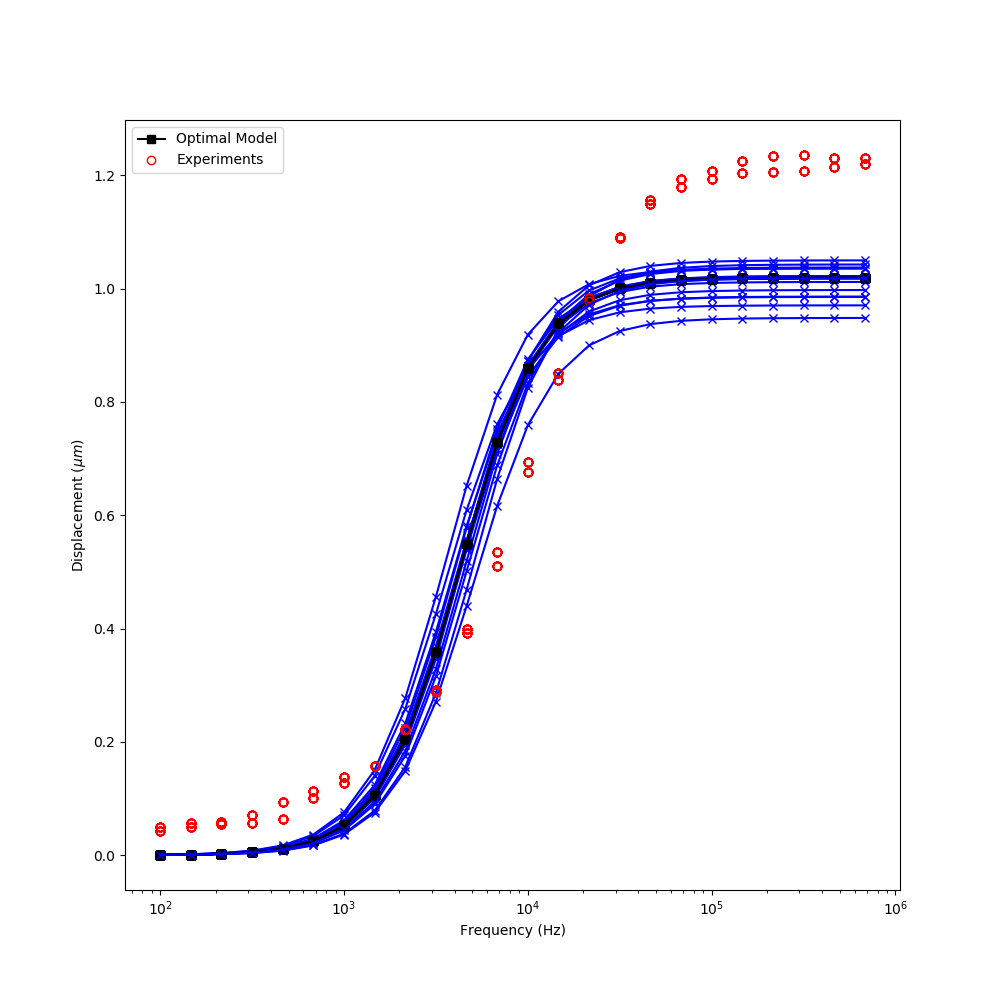 Optimal Model
Experiments
1.2
1.0
0.8
0.6
0.4
0.2
0.0
Displacement (μm)
10² 10³ 10⁴ 10⁵ 10⁶
Frequency (Hz)